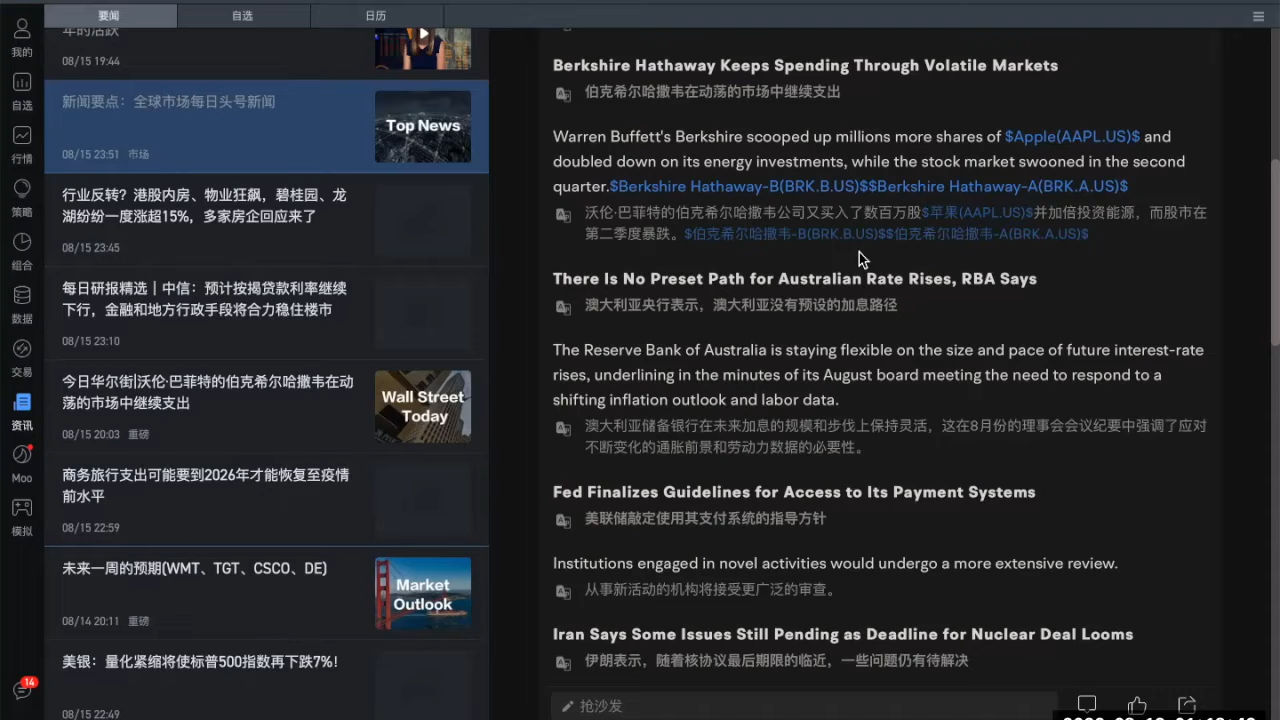 要闻
自选
日历
我的
自选
行情
策略
组合
数据
交易
资讯
Moo
模拟
14
年的活跃
08/15 19:44
新闻要点：全球市场每日头号新闻
08/15 23:51 市场
Top News
行业反转？港股内房、物业狂飙，碧桂园、龙
湖纷纷一度涨超15%，多家房企回应来了
08/15 23:45
每日研报精选｜中信：预计按揭贷款利率继续
下行，金融和地方行政手段将合力稳住楼市
08/15 23:10
今日华尔街|沃伦·巴菲特的伯克希尔哈撒韦在动
荡的市场中继续支出
08/15 20:03 重磅
Wall Street
Today
商务旅行支出可能要到2026年才能恢复至疫情
前水平
08/15 22:59
未来一周的预期(WMT、TGT、CSCO、DE)
08/14 20:11 重磅
Market
Outlook
美银：量化紧缩将使标普500指数再下跌7%!
08/15 22:49
Berkshire Hathaway Keeps Spending Through Volatile Markets
伯克希尔哈撒韦在动荡的市场中继续支出
Warren Buffett's Berkshire scooped up millions more shares of $Apple(AAPL.US)$ and
doubled down on its energy investments, while the stock market swooned in the second
quarter.$Berkshire Hathaway-B(BRK.B.US)$$Berkshire Hathaway-A(BRK.A.US)$
沃伦·巴菲特的伯克希尔哈撒韦公司又买入了数百万股$苹果(AAPL.US)$并加倍投资能源，而股市在
第二季度暴跌。$伯克希尔哈撒韦-B(BRK.B.US)$$伯克希尔哈撒韦-A(BRK.A.US)$
There Is No Preset Path for Australian Rate Rises, RBA Says
澳大利亚央行表示，澳大利亚没有预设的加息路径
The Reserve Bank of Australia is staying flexible on the size and pace of future interest-rate
rises, underlining in the minutes of its August board meeting the need to respond to a
shifting inflation outlook and labor data.
澳大利亚储备银行在未来加息的规模和步伐上保持灵活，这在8月份的理事会会议纪要中强调了应对
不断变化的通胀前景和劳动力数据的必要性。
Fed Finalizes Guidelines for Access to Its Payment Systems
美联储敲定使用其支付系统的指导方针
Institutions engaged in novel activities would undergo a more extensive review.
从事新活动的机构将接受更广泛的审查。
Iran Says Some Issues Still Pending as Deadline for Nuclear Deal Looms
伊朗表示，随着核协议最后期限的临近，一些问题仍有待解决
抢沙发